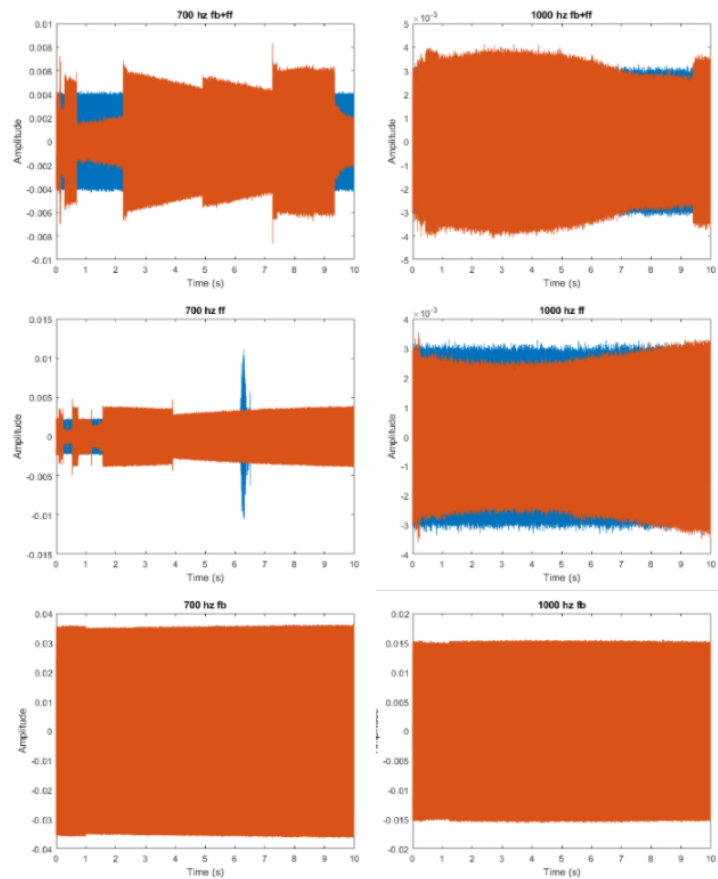 700 hz fb+ff
0.01
0.008
0.006
0.004
0.002
0
-0.002
-0.004
-0.006
-0.008
-0.01
Amplitude
0 1 2 3 4 5 6 7 8 9 10
Time (s)
1000 hz fb+ff
×10⁻³
5
4
3
2
1
0
-1
-2
-3
-4
-5
Amplitude
0 1 2 3 4 5 6 7 8 9 10
Time (s)
700 hz ff
0.015
0.01
0.005
0
-0.005
-0.01
-0.015
Amplitude
0 1 2 3 4 5 6 7 8 9 10
Time (s)
1000 hz ff
×10⁻³
4
3
2
1
0
-1
-2
-3
-4
Amplitude
0 1 2 3 4 5 6 7 8 9 10
Time (s)
700 hz fb
0.04
0.03
0.02
0.01
0
-0.01
-0.02
-0.03
-0.04
Amplitude
0 1 2 3 4 5 6 7 8 9 10
Time (s)
1000 hz fb
0.02
0.015
0.01
0.005
0
-0.005
-0.01
-0.015
-0.02
0 1 2 3 4 5 6 7 8 9 10
Time (s)